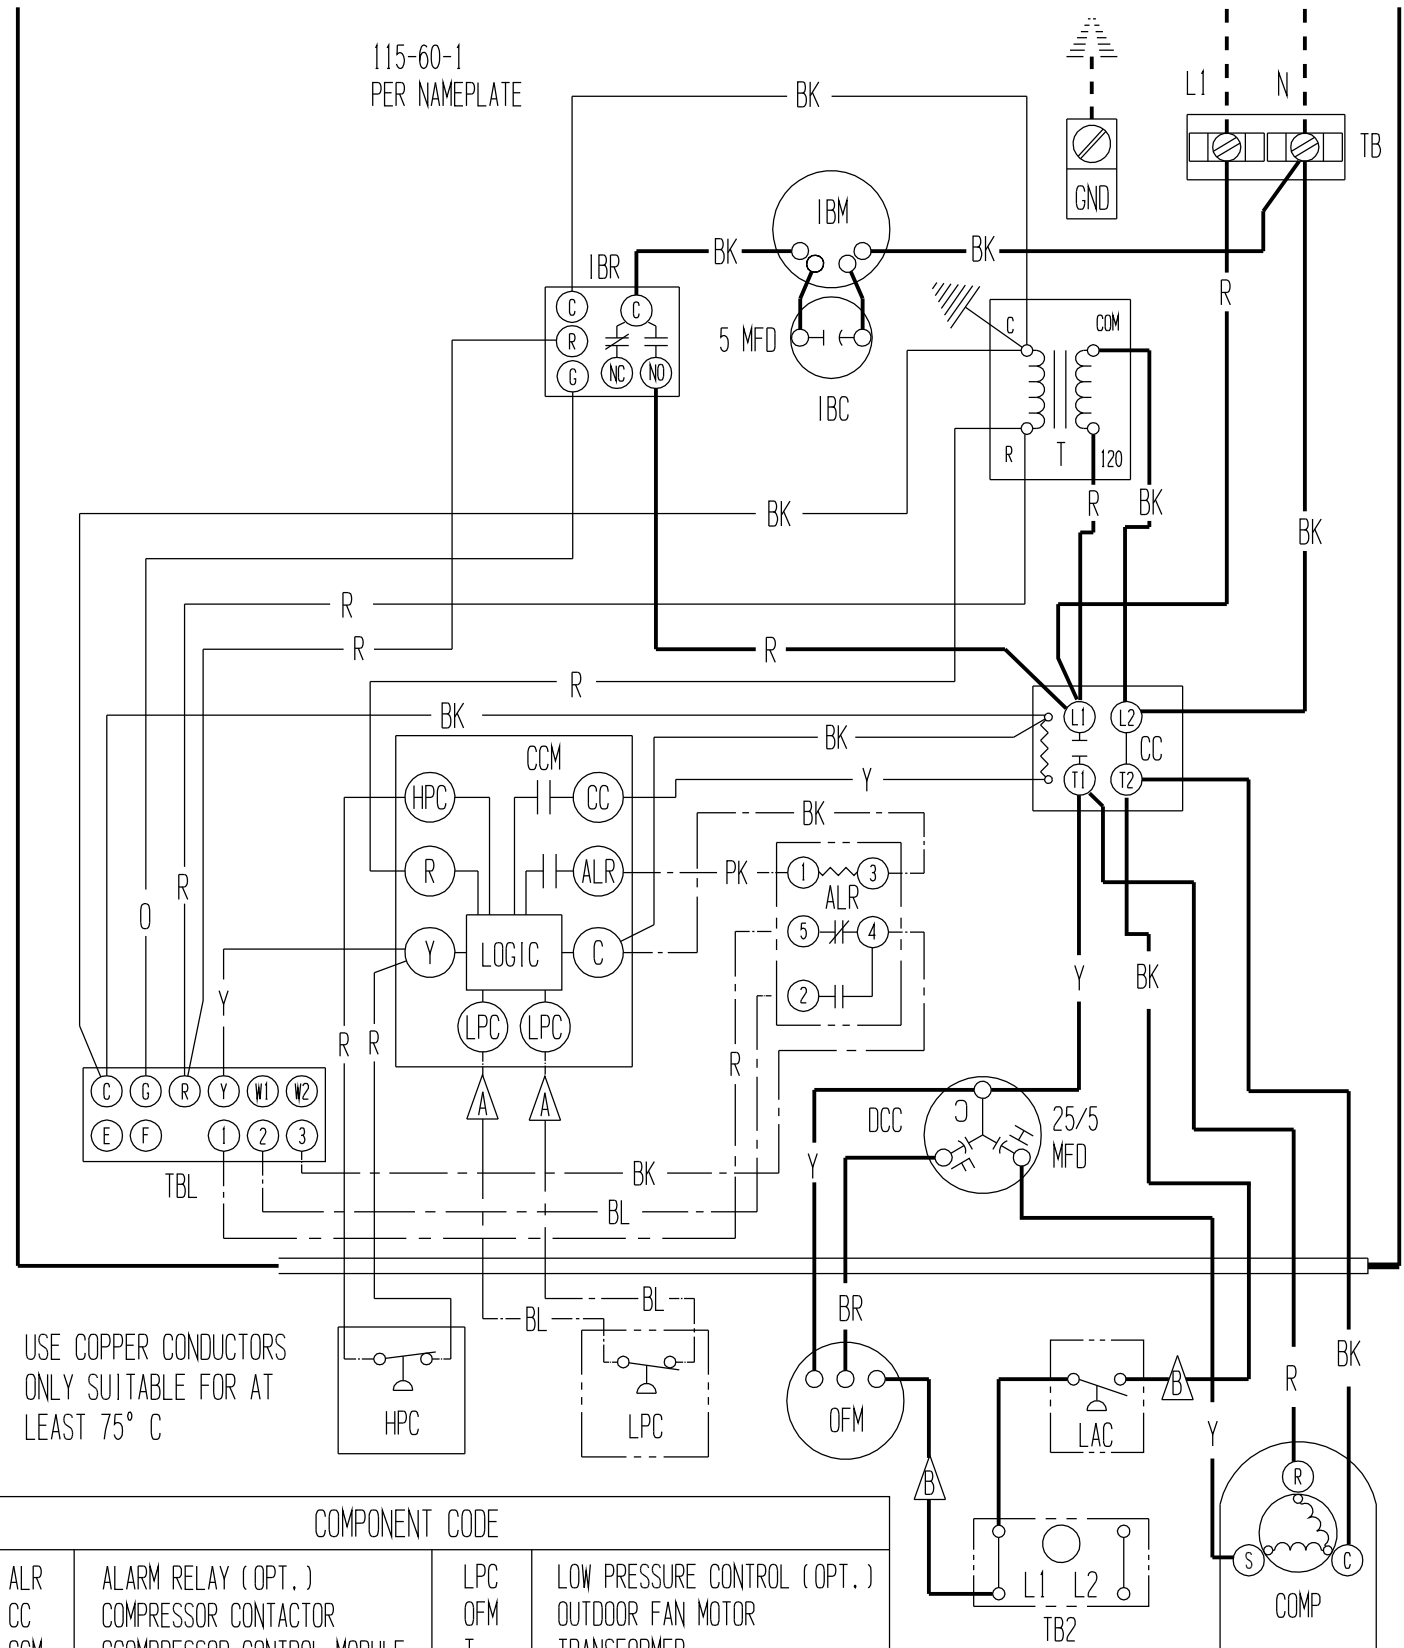 115-60-1
PER NAMEPLATE
BK
L1 N
TB
GND
IBM
BK
BK
IBR
R
C
C
R
G
NC NO
5 MFD
IBC
C COM
R T 120
R BK
BK
BK
R
R
R
R
BK
L1 L2
CC
T1 T2
BK
Y
CCM
HPC CC
BK
R ALR
PK
1 3
ALR
5 4
2
R
O
Y LOGIC C
Y
BK
Y
LPC LPC
R R
R
A A
C G R Y W1 W2
E F 1 2 3
TBL
DCC
C
F H
25/5
MFD
Y
BK
BL
BL
BL
BR
USE COPPER CONDUCTORS
ONLY SUITABLE FOR AT
LEAST 75° C
HPC
LPC
OFM
LAC
B
B
R
BK
Y
R
S C
COMP
L1 L2
TB2
COMPONENT CODE
ALR ALARM RELAY (OPT.) LPC LOW PRESSURE CONTROL (OPT.)
CC COMPRESSOR CONTACTOR OFM OUTDOOR FAN MOTOR
CCM CCOMPRESSOR CONTROL MODULE T TRANSFORMER